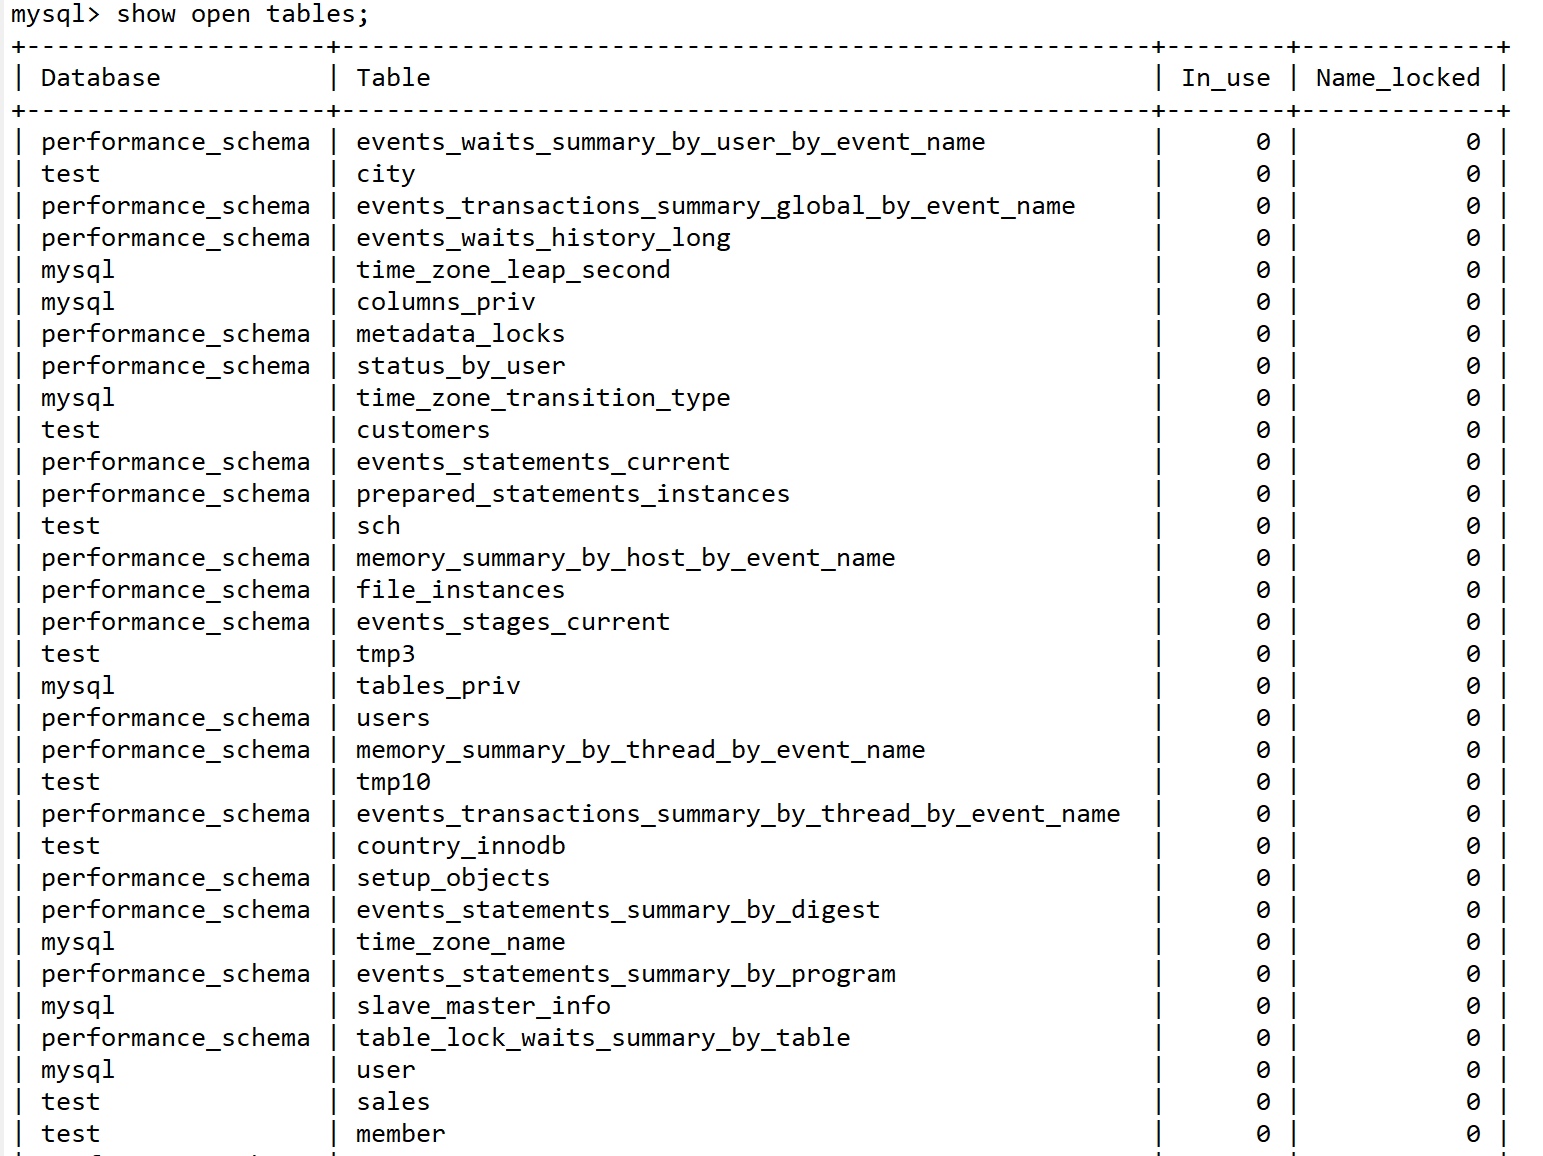 mysql> show open tables;
+--------------------+------------------------------------------------------+--------+-------------+
| Database           | Table                                                | In_use | Name_locked |
+--------------------+------------------------------------------------------+--------+-------------+
| performance_schema | events_waits_summary_by_user_by_event_name           |      0 |           0 |
| test               | city                                                 |      0 |           0 |
| performance_schema | events_transactions_summary_global_by_event_name     |      0 |           0 |
| performance_schema | events_waits_history_long                            |      0 |           0 |
| mysql              | time_zone_leap_second                                |      0 |           0 |
| mysql              | columns_priv                                         |      0 |           0 |
| performance_schema | metadata_locks                                       |      0 |           0 |
| performance_schema | status_by_user                                       |      0 |           0 |
| mysql              | time_zone_transition_type                            |      0 |           0 |
| test               | customers                                            |      0 |           0 |
| performance_schema | events_statements_current                            |      0 |           0 |
| performance_schema | prepared_statements_instances                        |      0 |           0 |
| test               | sch                                                  |      0 |           0 |
| performance_schema | memory_summary_by_host_by_event_name                 |      0 |           0 |
| performance_schema | file_instances                                       |      0 |           0 |
| performance_schema | events_stages_current                                |      0 |           0 |
| test               | tmp3                                                 |      0 |           0 |
| mysql              | tables_priv                                          |      0 |           0 |
| performance_schema | users                                                |      0 |           0 |
| performance_schema | memory_summary_by_thread_by_event_name               |      0 |           0 |
| test               | tmp10                                                |      0 |           0 |
| performance_schema | events_transactions_summary_by_thread_by_event_name  |      0 |           0 |
| test               | country_innodb                                       |      0 |           0 |
| performance_schema | setup_objects                                        |      0 |           0 |
| performance_schema | events_statements_summary_by_digest                  |      0 |           0 |
| mysql              | time_zone_name                                       |      0 |           0 |
| performance_schema | events_statements_summary_by_program                 |      0 |           0 |
| mysql              | slave_master_info                                    |      0 |           0 |
| performance_schema | table_lock_waits_summary_by_table                    |      0 |           0 |
| mysql              | user                                                 |      0 |           0 |
| test               | sales                                                |      0 |           0 |
| test               | member                                               |      0 |           0 |